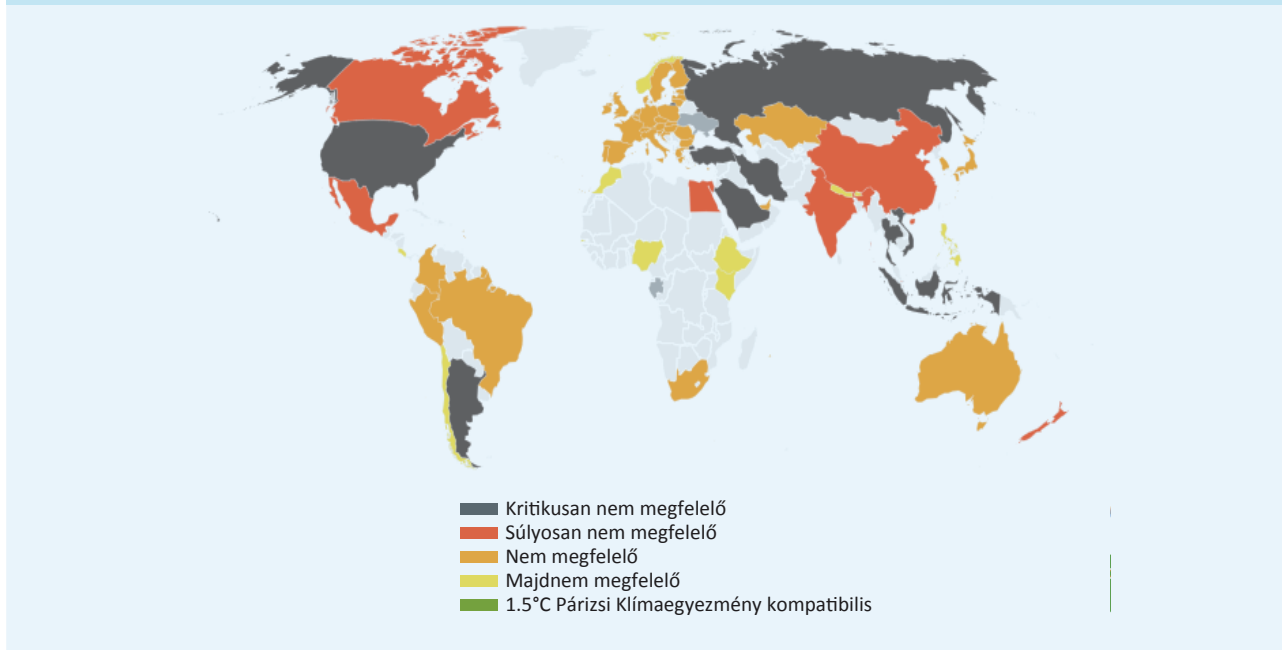 Kritikusan nem megfelelő
Súlyosan nem megfelelő
Nem megfelelő
Majdnem megfelelő
1.5°C Párizsi Klímaegyezmény kompatibilis